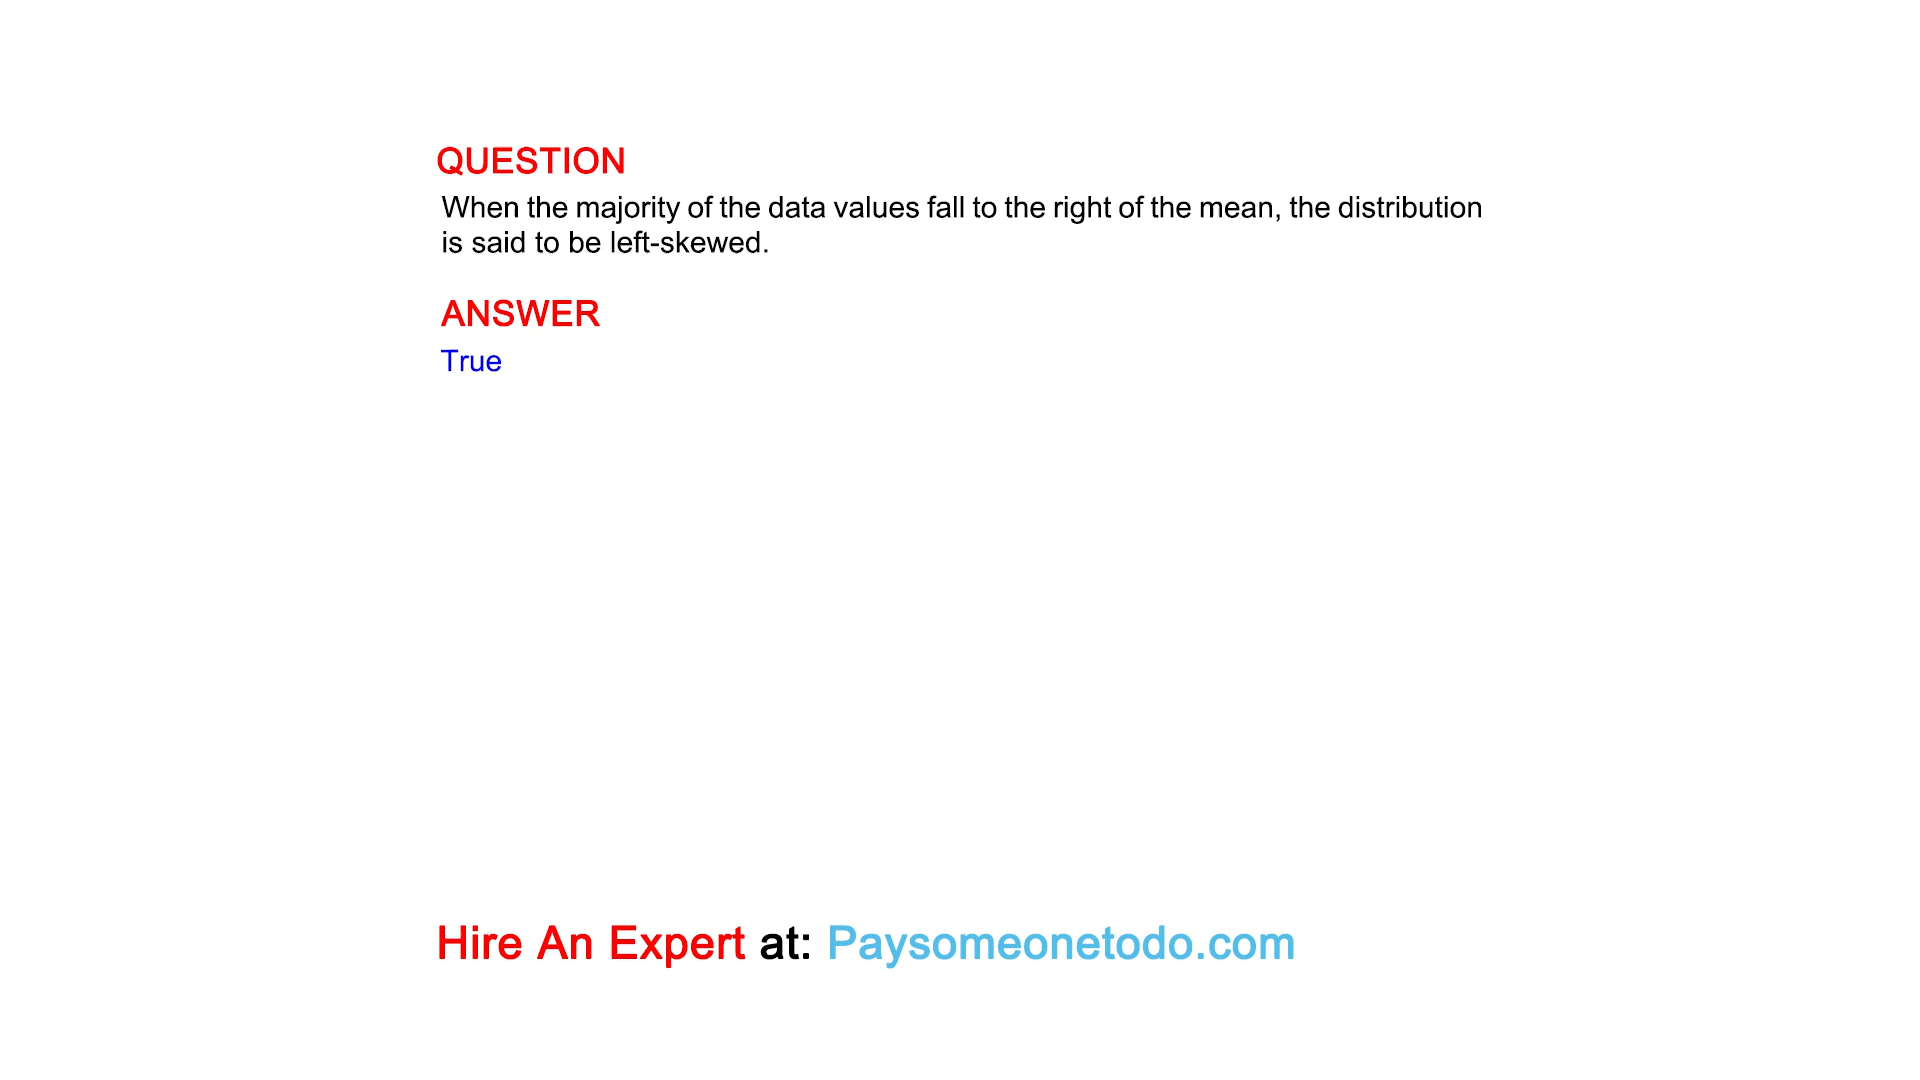 QUESTION
When the majority of the data values fall to the right of the mean, the distribution
is said to be left-skewed.
ANSWER
True
Hire An Expert at: Paysomeonetodo.com